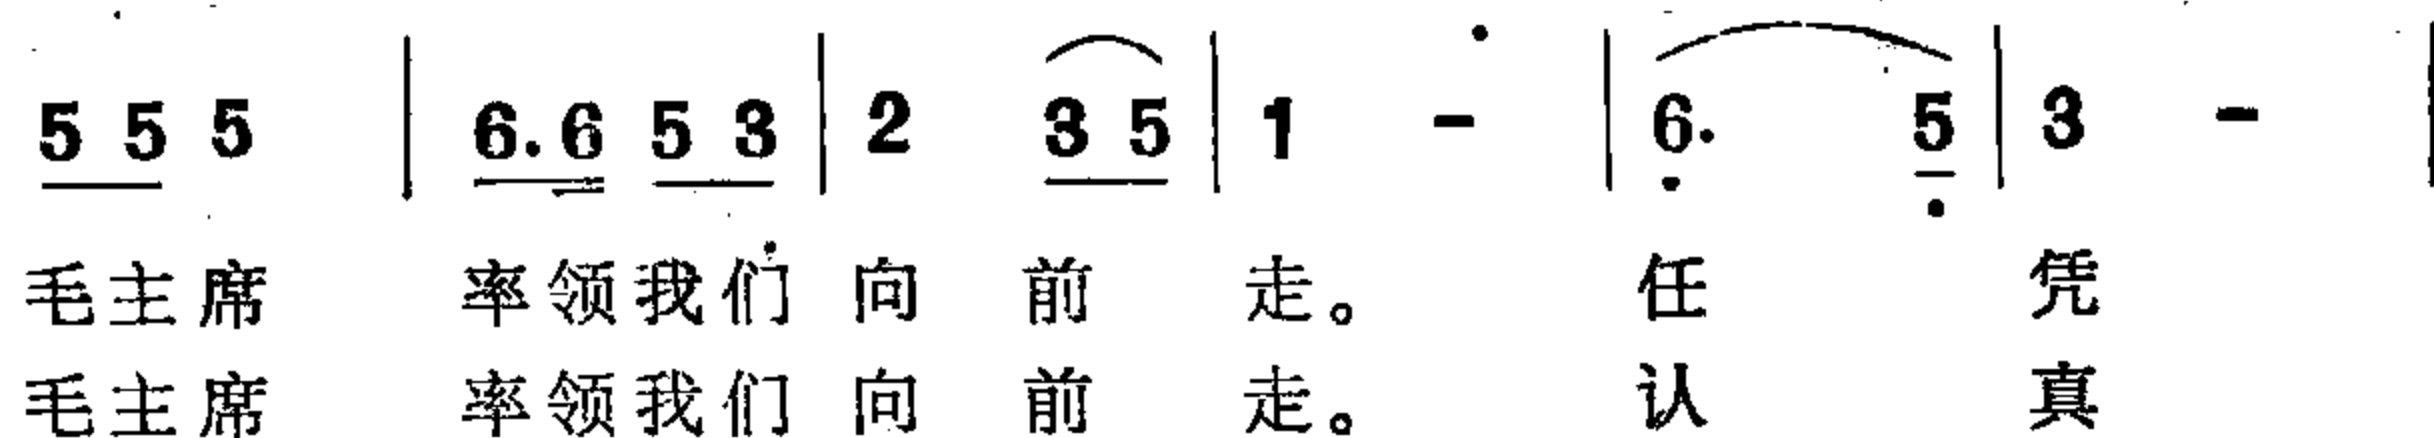 5 5 5 | 6. 6 5 3 | 2 3 5 | 1 - | 6. 5 | 3 - |
毛主席 率领我们 向 前 走。 任 凭
毛主席 率领我们 向 前 走。 认 真